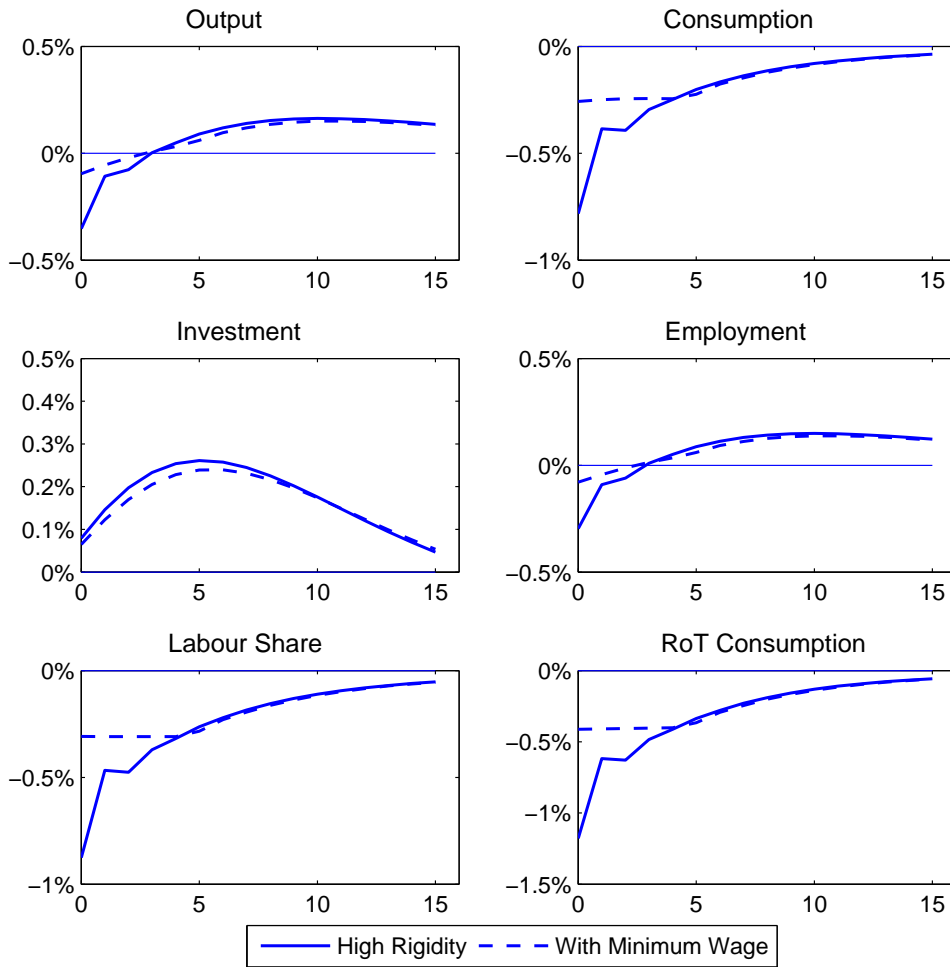 Output
0.5%
0%
−0.5%
0 5 10 15
Consumption
0%
−0.5%
−1%
0 5 10 15
Investment
0.5%
0.4%
0.3%
0.2%
0.1%
0%
0 5 10 15
Employment
0.5%
0%
−0.5%
0 5 10 15
Labour Share
0%
−0.5%
−1%
0 5 10 15
RoT Consumption
0%
−0.5%
−1%
−1.5%
0 5 10 15
High Rigidity With Minimum Wage